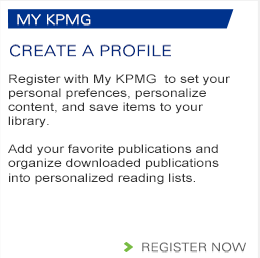 MY KPMG
CREATE A PROFILE
Register with My KPMG to set your
personal prefences, personalize
content, and save items to your
library.
Add your favorite publications and
organize downloaded publications
into personalized reading lists.
REGISTER NOW